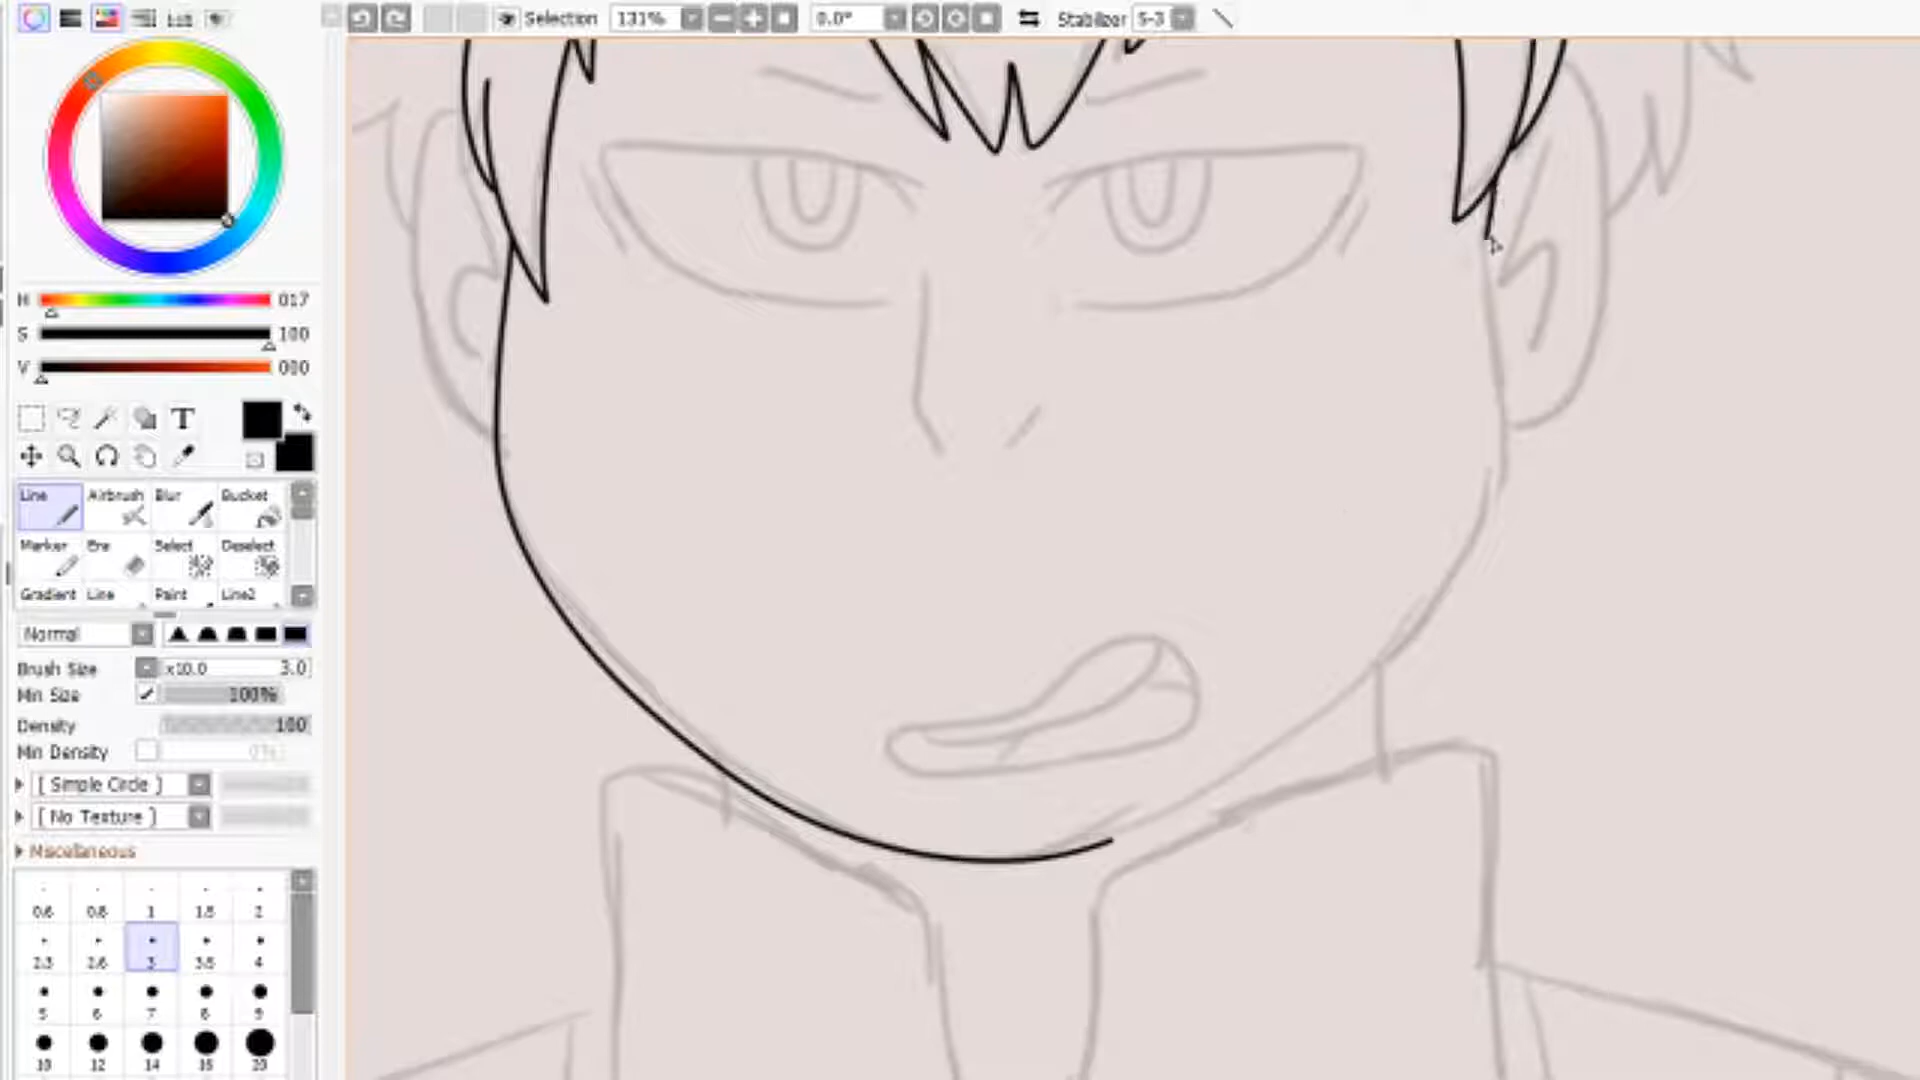 Selection 131% 0.0° Stabilizer S-3
H 017
S 100
V 000
T
Line Airbrush Blur Bucket
Marker Era Select Deselect
Gradient Line Paint Line2
Normal
Brush Size x10.0 3.0
Min Size 100%
Density 100
Min Density 0%
[ Simple Circle ]
[ No Texture ]
Miscellaneous
0.6 0.8 1 1.5 2
2.3 2.6 3 3.5 4
5 6 7 8 9
10 12 14 16 20